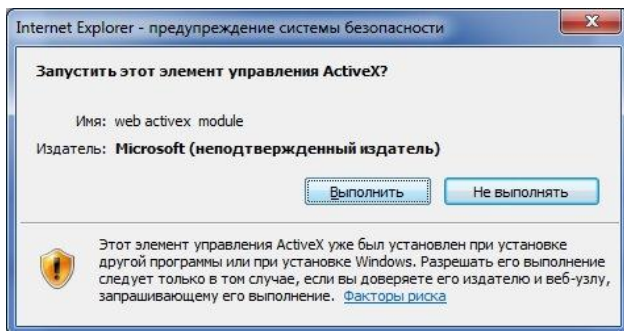 Internet Explorer - предупреждение системы безопасности
Запустить этот элемент управления ActiveX?
Имя: web activex module
Издатель: Microsoft (неподтвержденный издатель)
Выполнить Не выполнять
Этот элемент управления ActiveX уже был установлен при установке
другой программы или при установке Windows. Разрешать его выполнение
следует только в том случае, если вы доверяете его издателю и веб-узлу,
запрашивающему его выполнение. Факторы риска